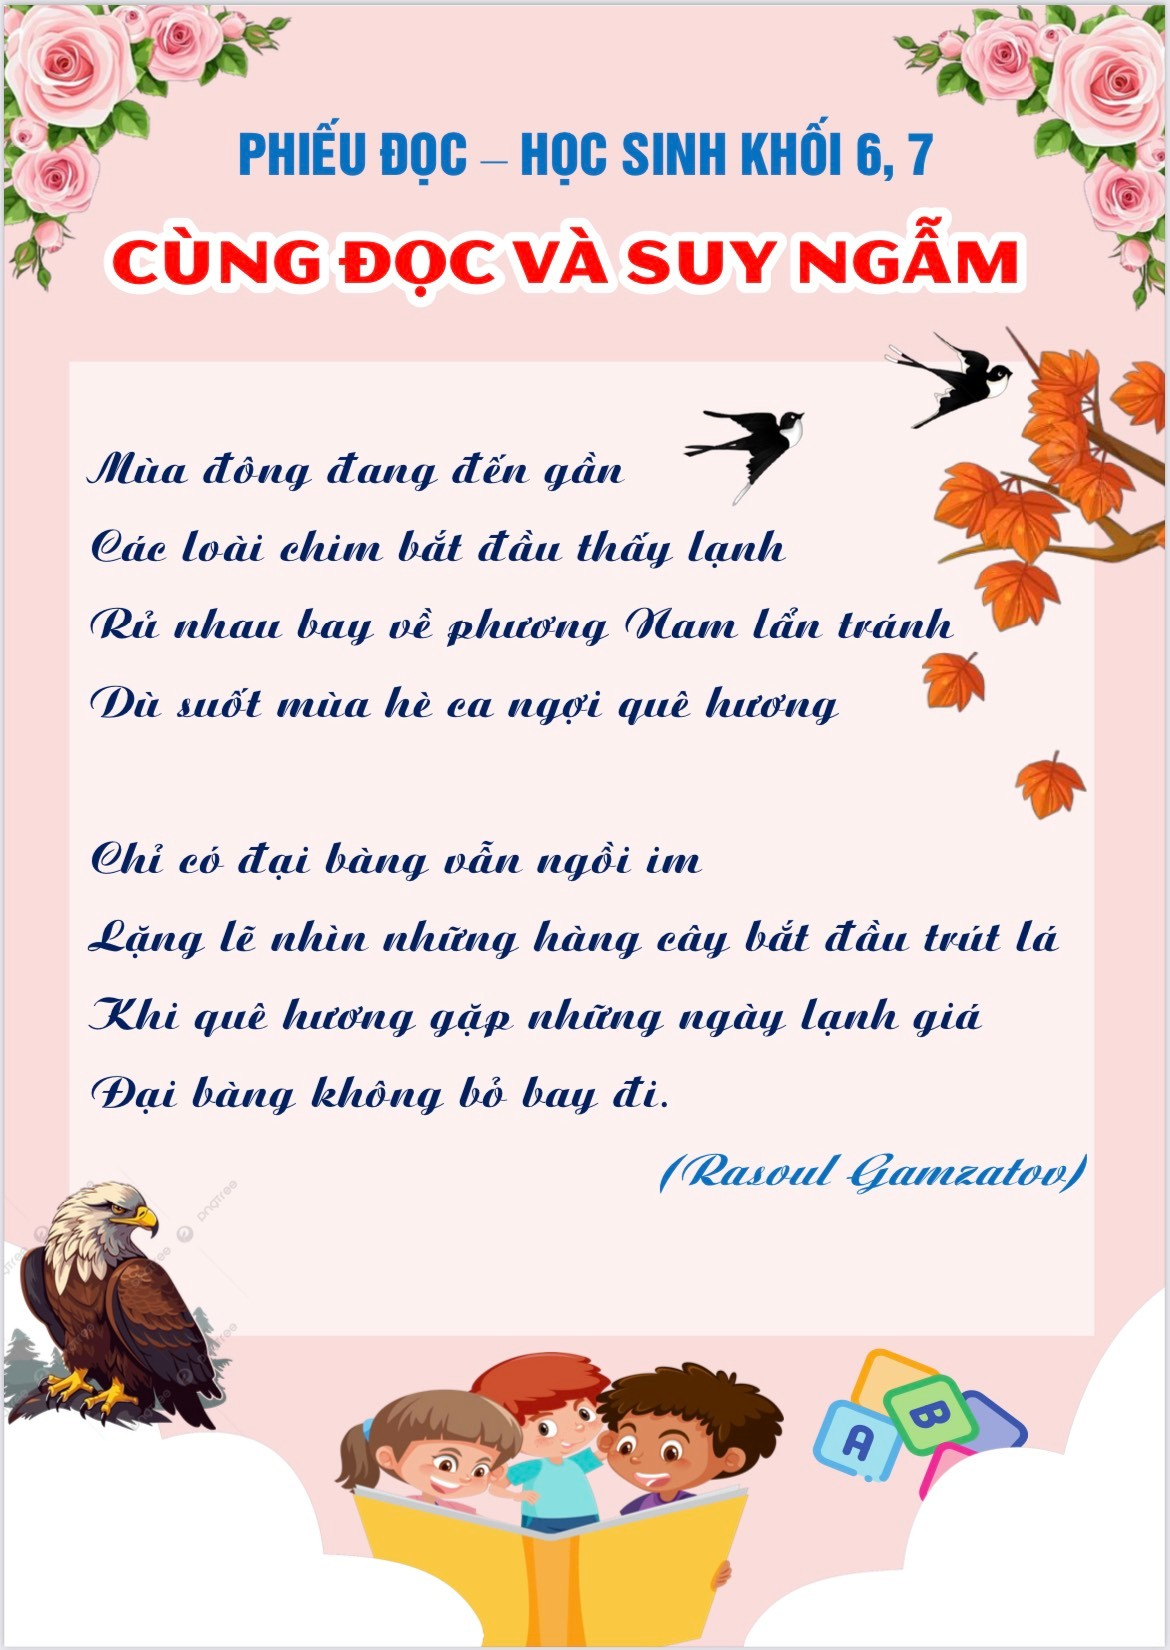 PHIẾU ĐỌC – HỌC SINH KHỐI 6, 7
CÙNG ĐỌC VÀ SUY NGẪM
Mùa đông đang đến gần
Các loài chim bắt đầu thấy lạnh
Rủ nhau bay về phương Nam lẩn tránh
Dù suốt mùa hè ca ngợi quê hương
Chỉ có đại bàng vẫn ngồi im
Lặng lẽ nhìn những hàng cây bắt đầu trút lá
Khi quê hương gặp những ngày lạnh giá
Đại bàng không bỏ bay đi.
(Rasoul Gamzatov)
pngtree
A
B